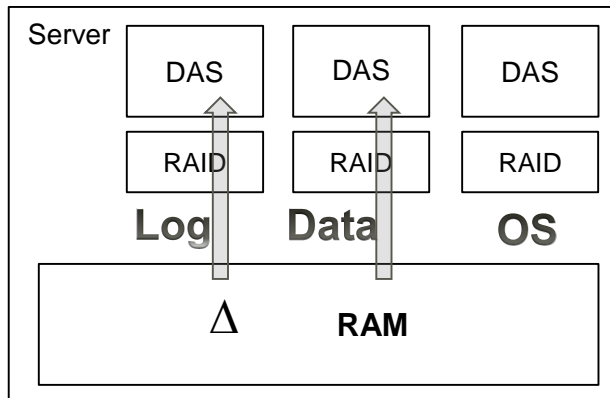 Server
DAS DAS DAS
RAID RAID RAID
Log Data OS
Δ RAM